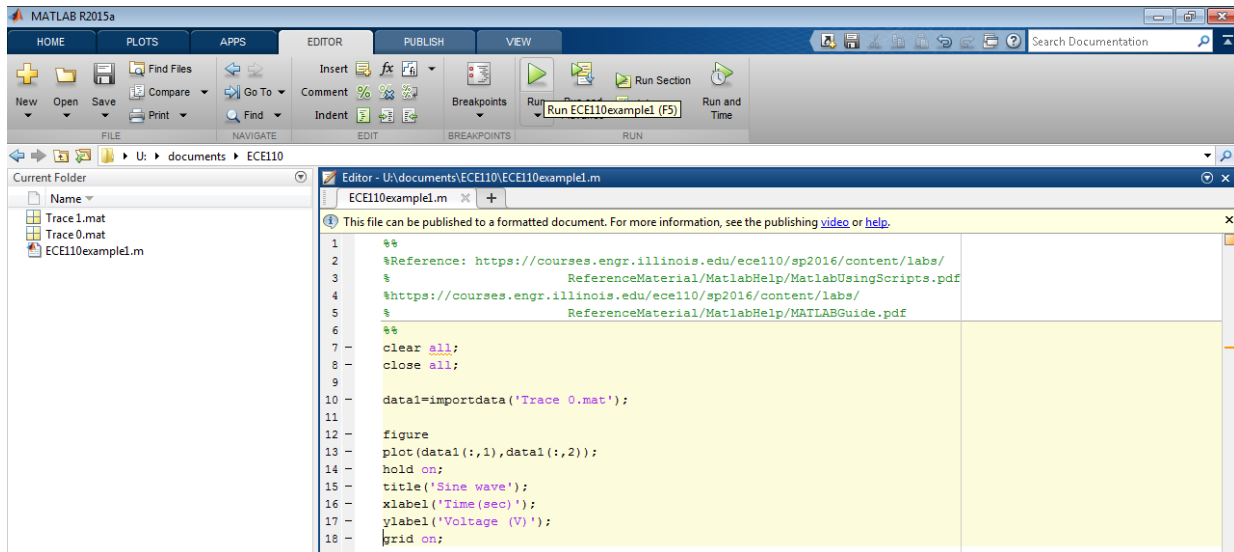 MATLAB R2015a
HOME PLOTS APPS EDITOR PUBLISH VIEW Search Documentation
New Open Save Find Files Compare Print
FILE
Go To Find
NAVIGATE
Insert fx
Comment %
Indent
EDIT
Breakpoints
BREAKPOINTS
Run Run Section Run and Time
Run ECE110example1 (F5)
RUN
U: documents ECE110
Current Folder
Name
Trace 1.mat
Trace 0.mat
ECE110example1.m
Editor - U:\documents\ECE110\ECE110example1.m
ECE110example1.m +
This file can be published to a formatted document. For more information, see the publishing video or help.
1 %%
2 %Reference: https://courses.engr.illinois.edu/ece110/sp2016/content/labs/
3 % ReferenceMaterial/MatlabHelp/MatlabUsingScripts.pdf
4 %https://courses.engr.illinois.edu/ece110/sp2016/content/labs/
5 % ReferenceMaterial/MatlabHelp/MATLABGuide.pdf
6 %%
7 - clear all;
8 - close all;
9
10 - data1=importdata('Trace 0.mat');
11
12 - figure
13 - plot(data1(:,1),data1(:,2));
14 - hold on;
15 - title('Sine wave');
16 - xlabel('Time(sec)');
17 - ylabel('Voltage (V)');
18 - grid on;